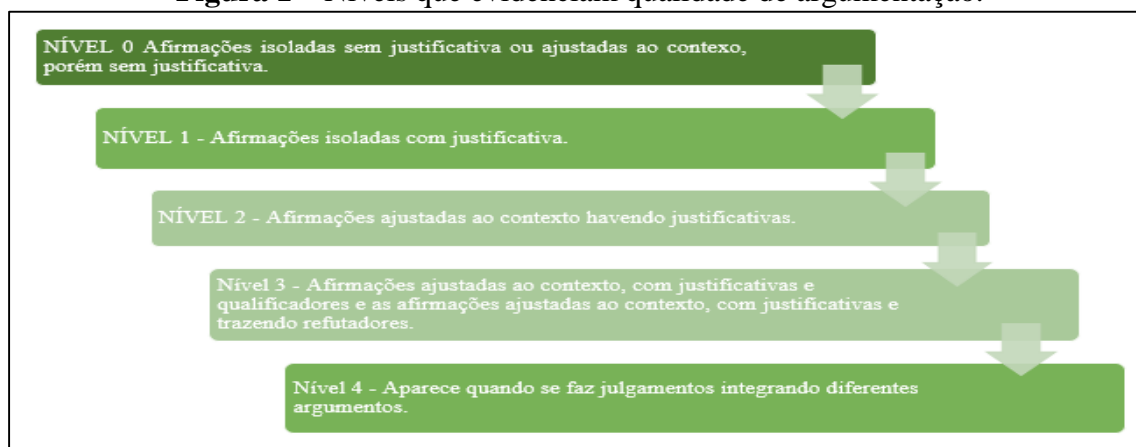 NÍVEL 0 Afirmações isoladas sem justificativa ou ajustadas ao contexo,
porém sem justificativa.
NÍVEL 1 - Afirmações isoladas com justificativa.
NÍVEL 2 - Afirmações ajustadas ao contexto havendo justificativas.
Nível 3 - Afirmações ajustadas ao contexto, com justificativas e
qualificadores e as afirmações ajustadas ao contexto, com justificativas e
trazendo refutadores.
Nível 4 - Aparece quando se faz julgamentos integrando diferentes
argumentos.